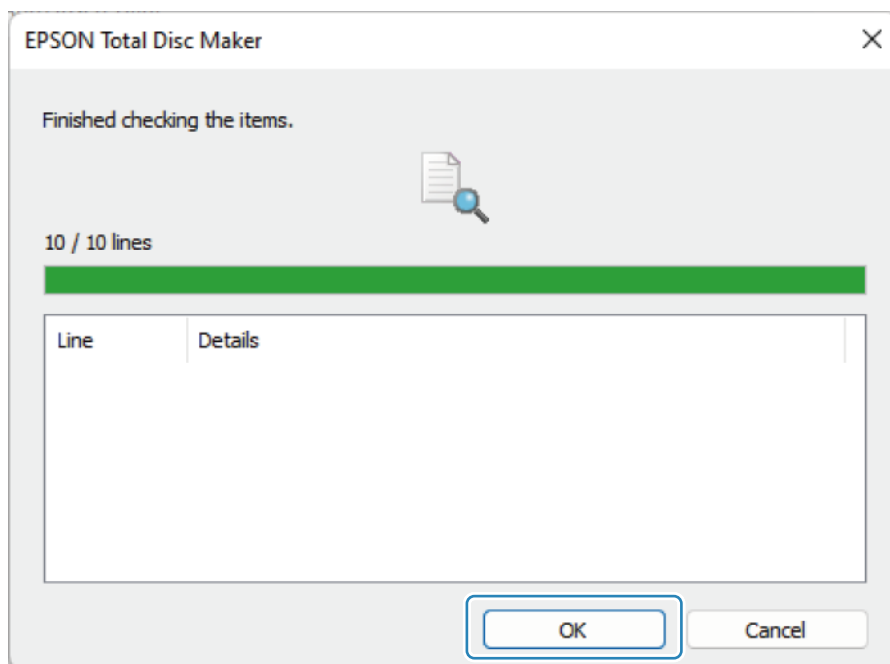 EPSON Total Disc Maker
Finished checking the items.
10 / 10 lines
Line Details
OK Cancel